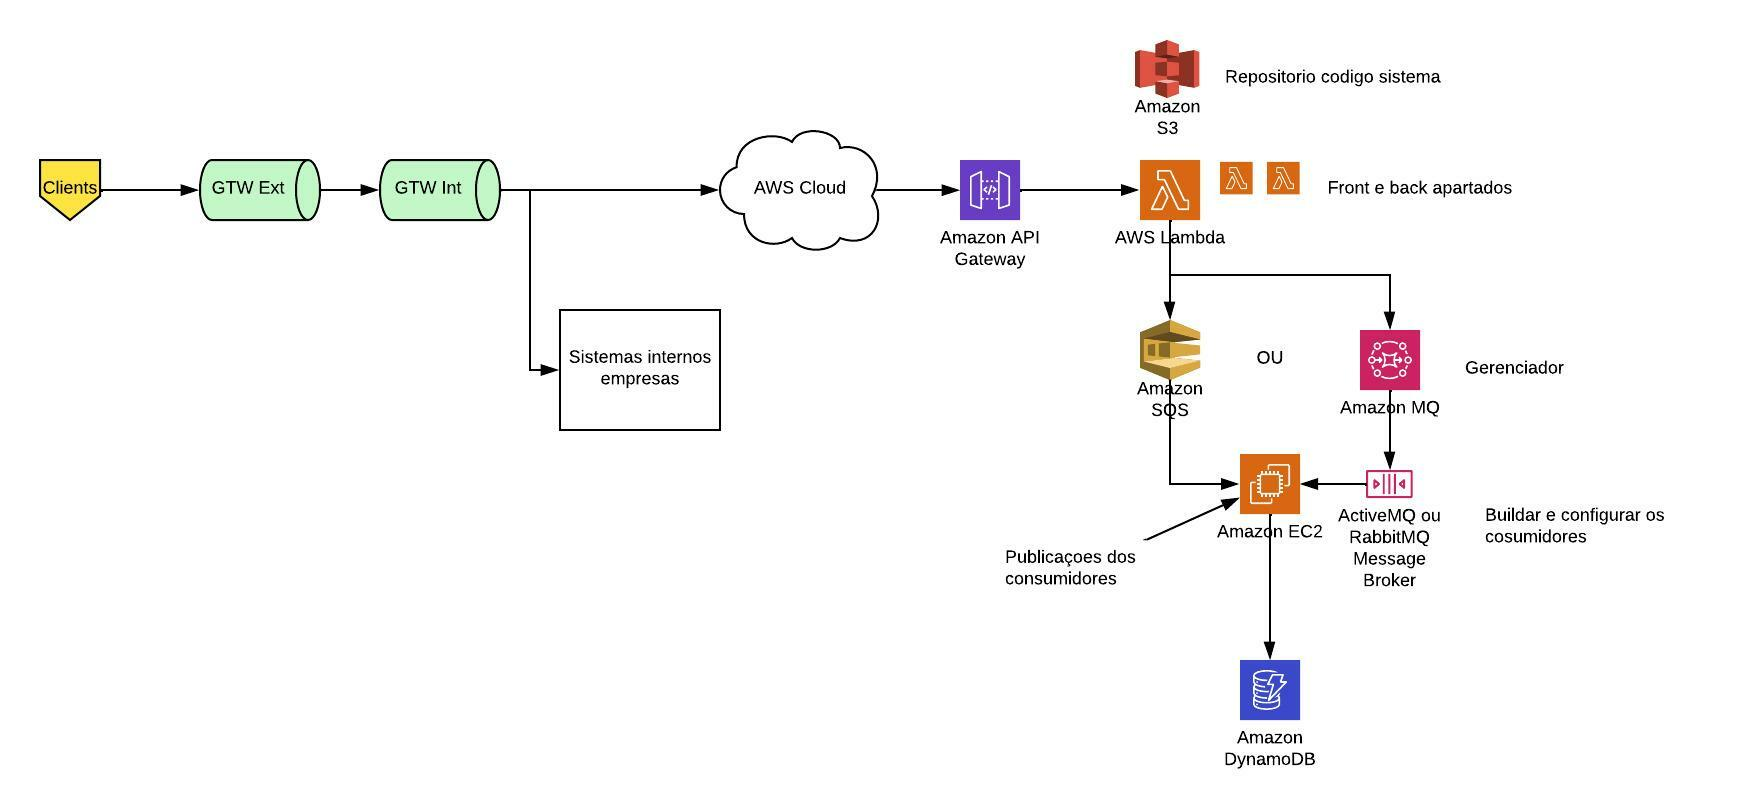 Repositorio codigo sistema
Amazon
S3
Clients
GTW Ext
GTW Int
AWS Cloud
Front e back apartados
Amazon API
Gateway
AWS Lambda
Sistemas internos
empresas
OU
Gerenciador
Amazon
SQS
Amazon MQ
Amazon EC2
ActiveMQ ou
RabbitMQ
Message
Broker
Buildar e configurar os
cosumidores
Publicaçoes dos
consumidores
Amazon
DynamoDB